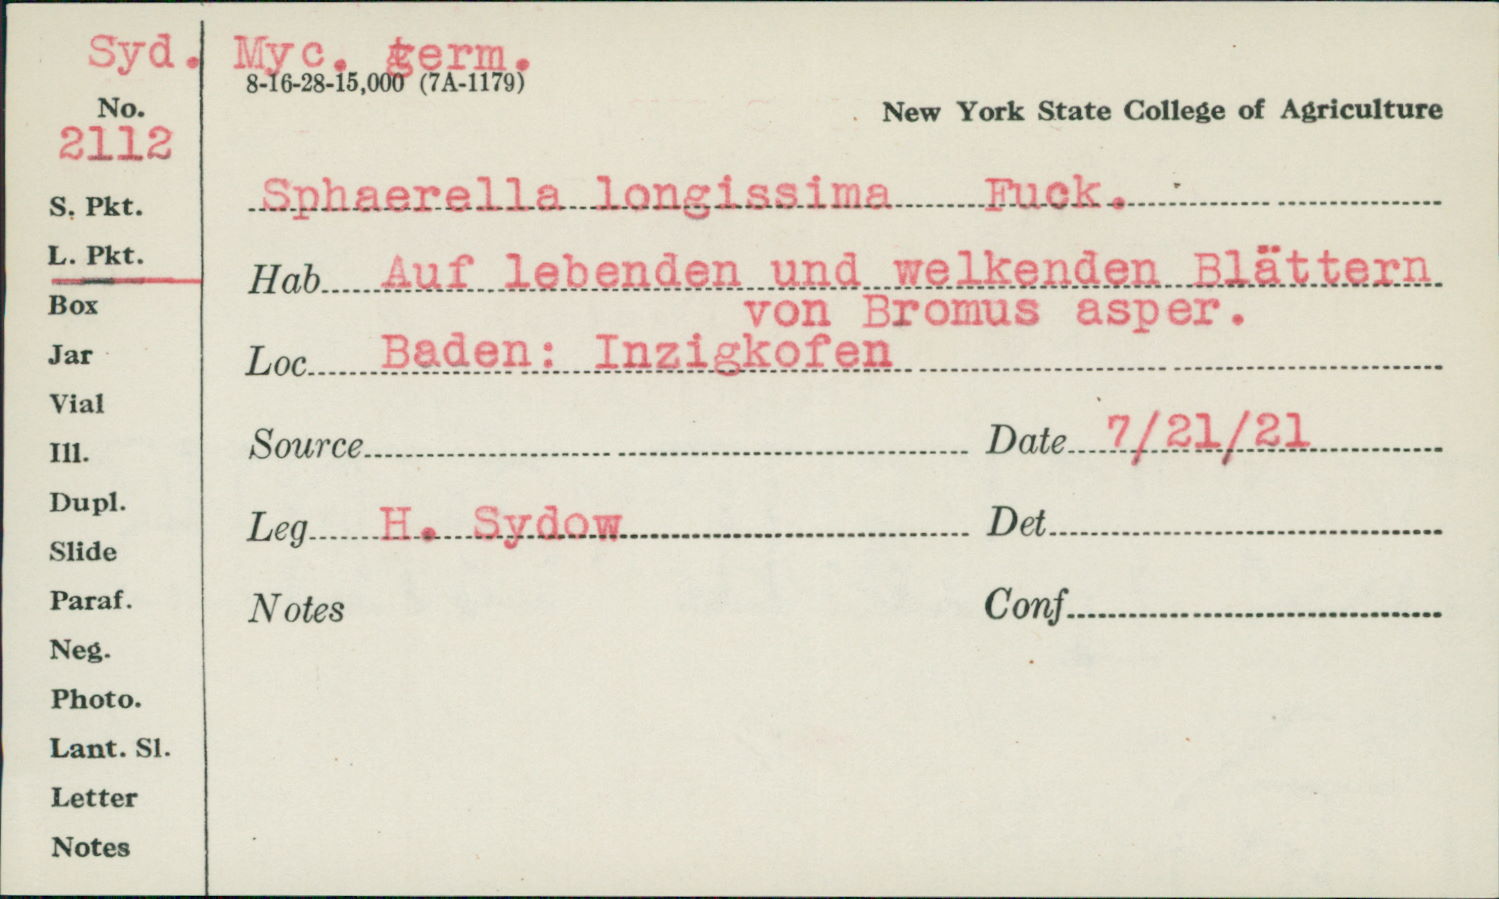 Syd. Myc. germ.
8-16-28-15,000 (7A-1179)
No.
2112
New York State College of Agriculture
S. Pkt.
Sphaerella longissima Fuck.
L. Pkt.
Hab. Auf lebenden und welkenden Blättern
von Bromus asper.
Box
Jar
Loc. Baden: Inzigkofen
Vial
Ill.
Source Date 7/21/21
Dupl.
Leg. H. Sydow Det.
Slide
Paraf.
Notes Conf.
Neg.
Photo.
Lant. Sl.
Letter
Notes